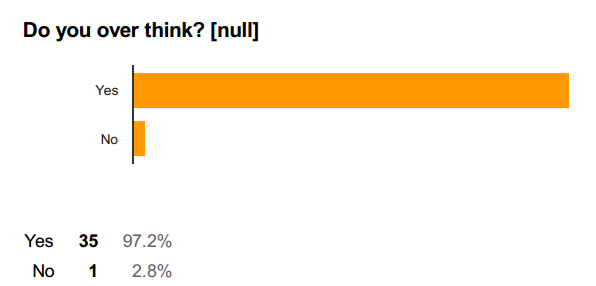 Do you over think? [null]
Yes
No
Yes 35 97.2%
No 1 2.8%